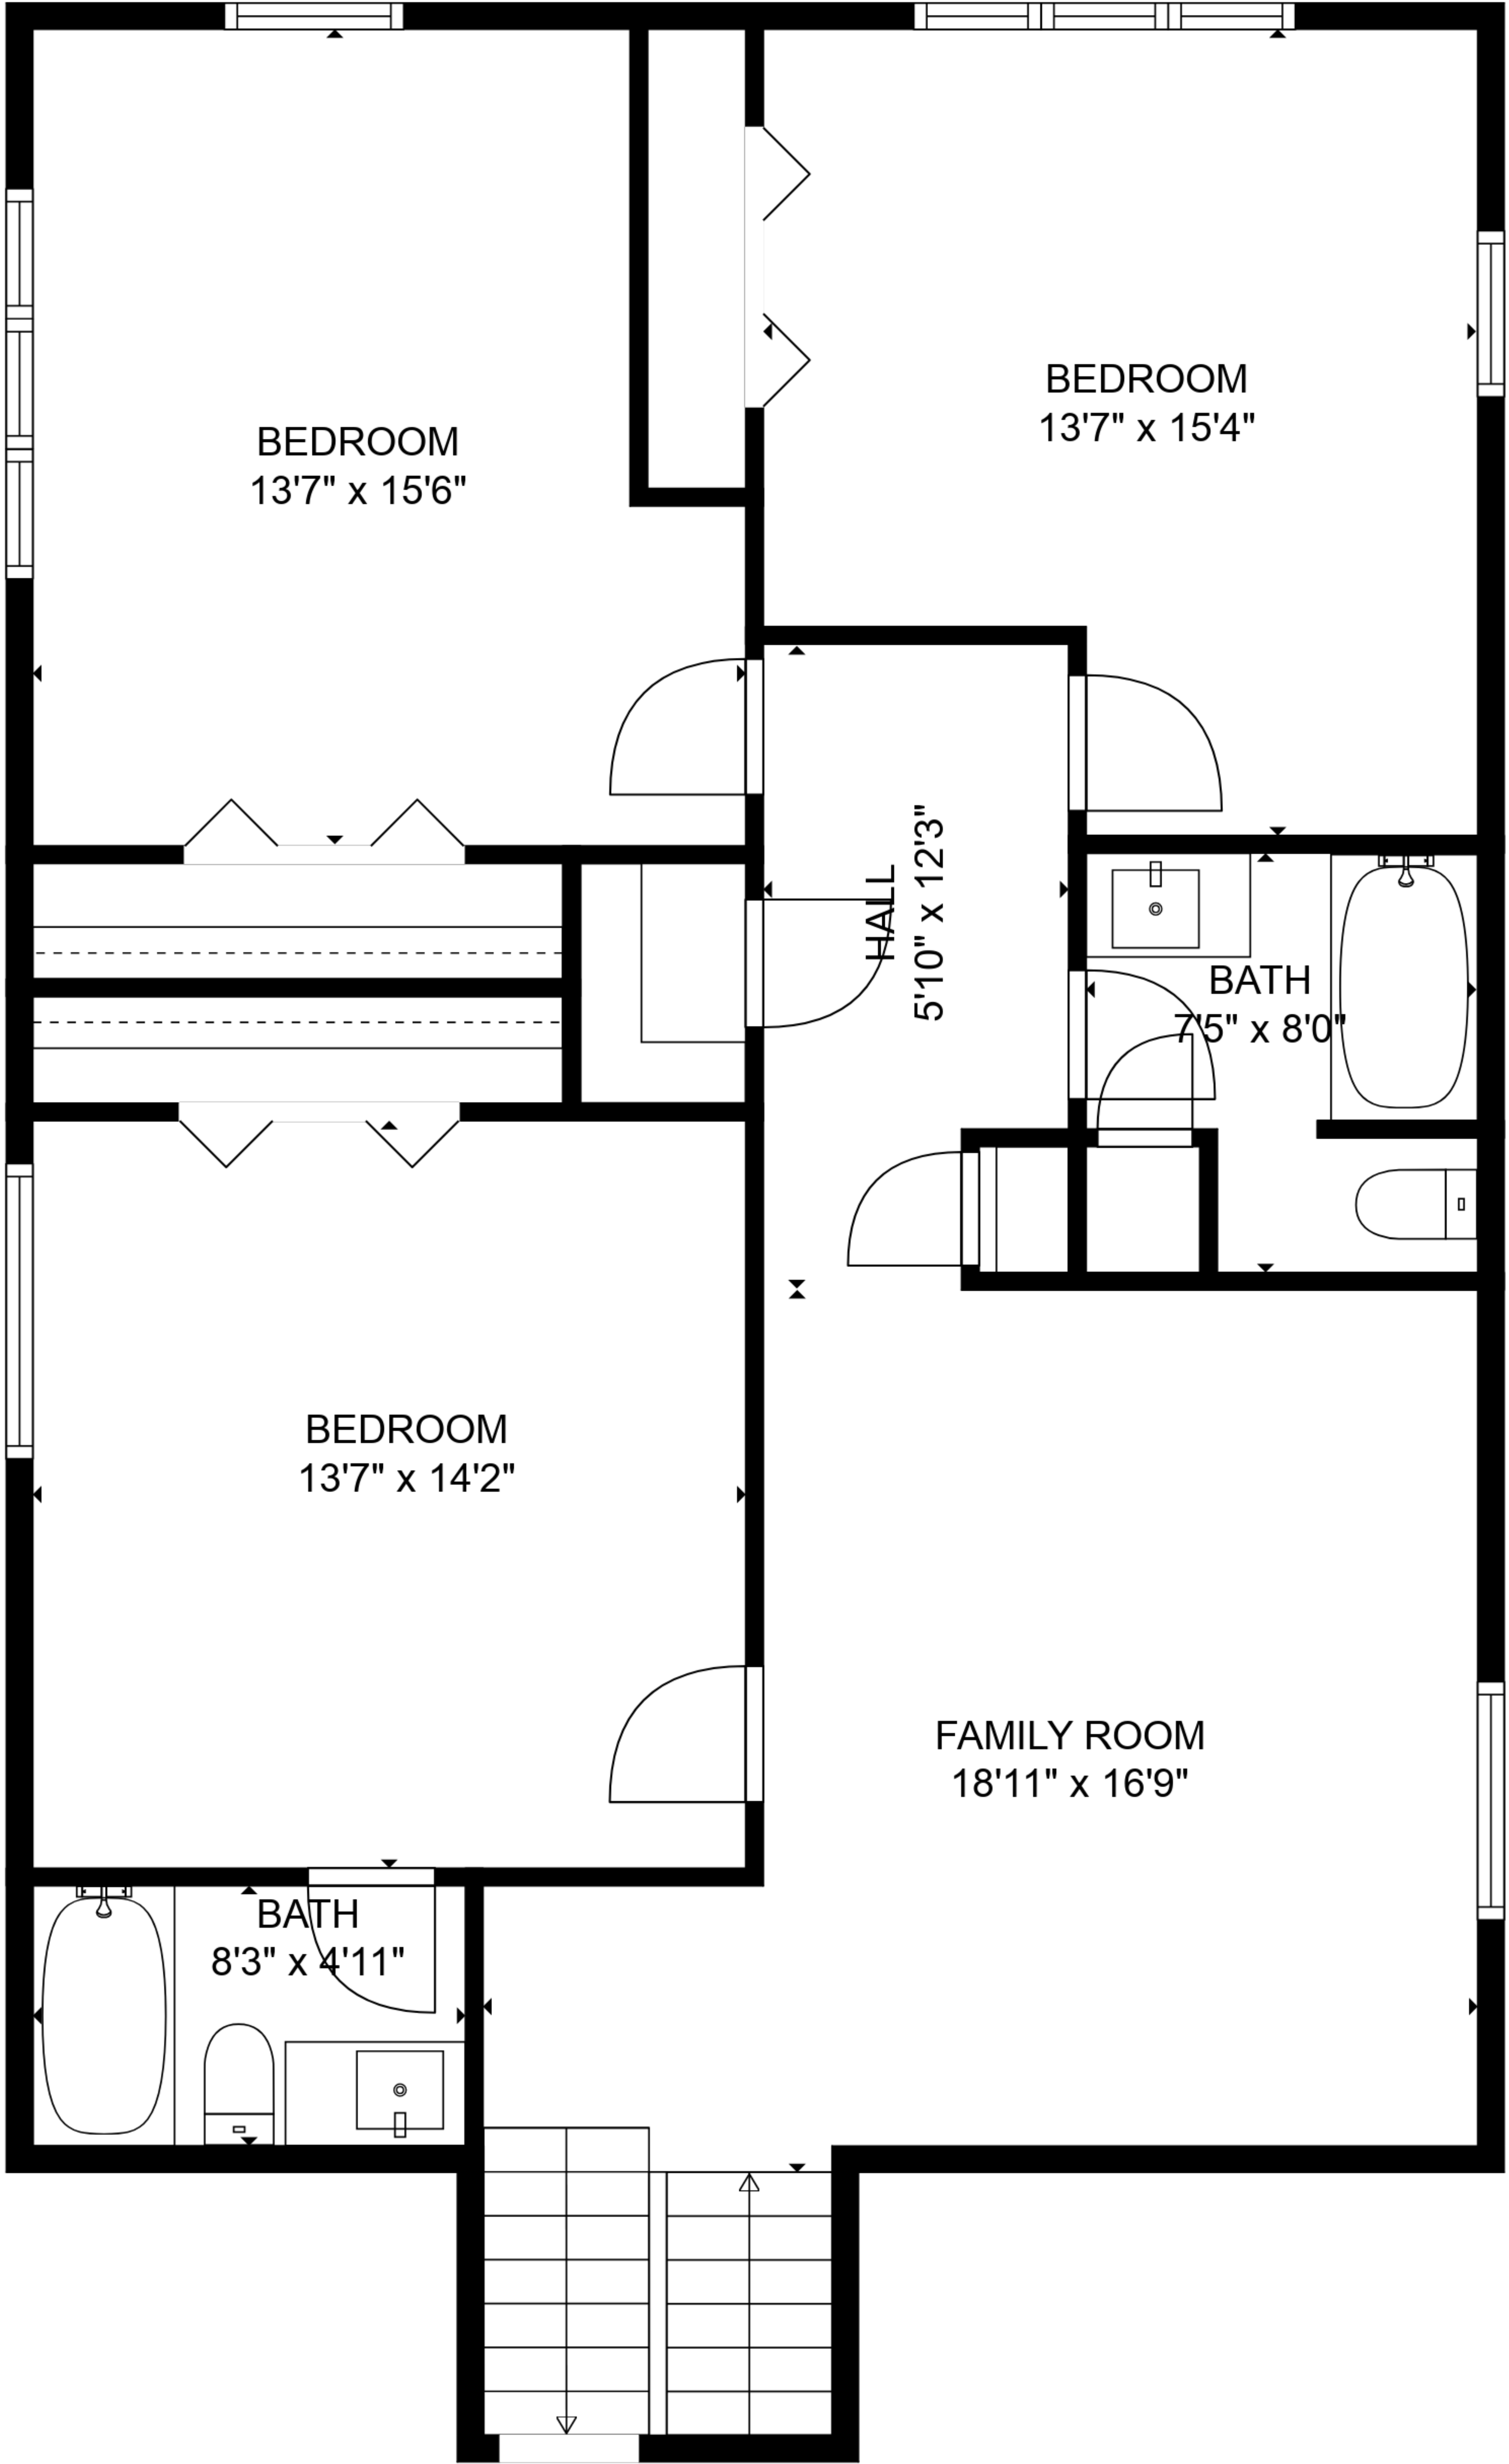 BEDROOM
13'7" x 15'4"
BEDROOM
13'7" x 15'6"
HALL
5'10" x 12'3"
BATH
7'5" x 8'0"
BEDROOM
13'7" x 14'2"
FAMILY ROOM
18'11" x 16'9"
BATH
8'3" x 4'11"